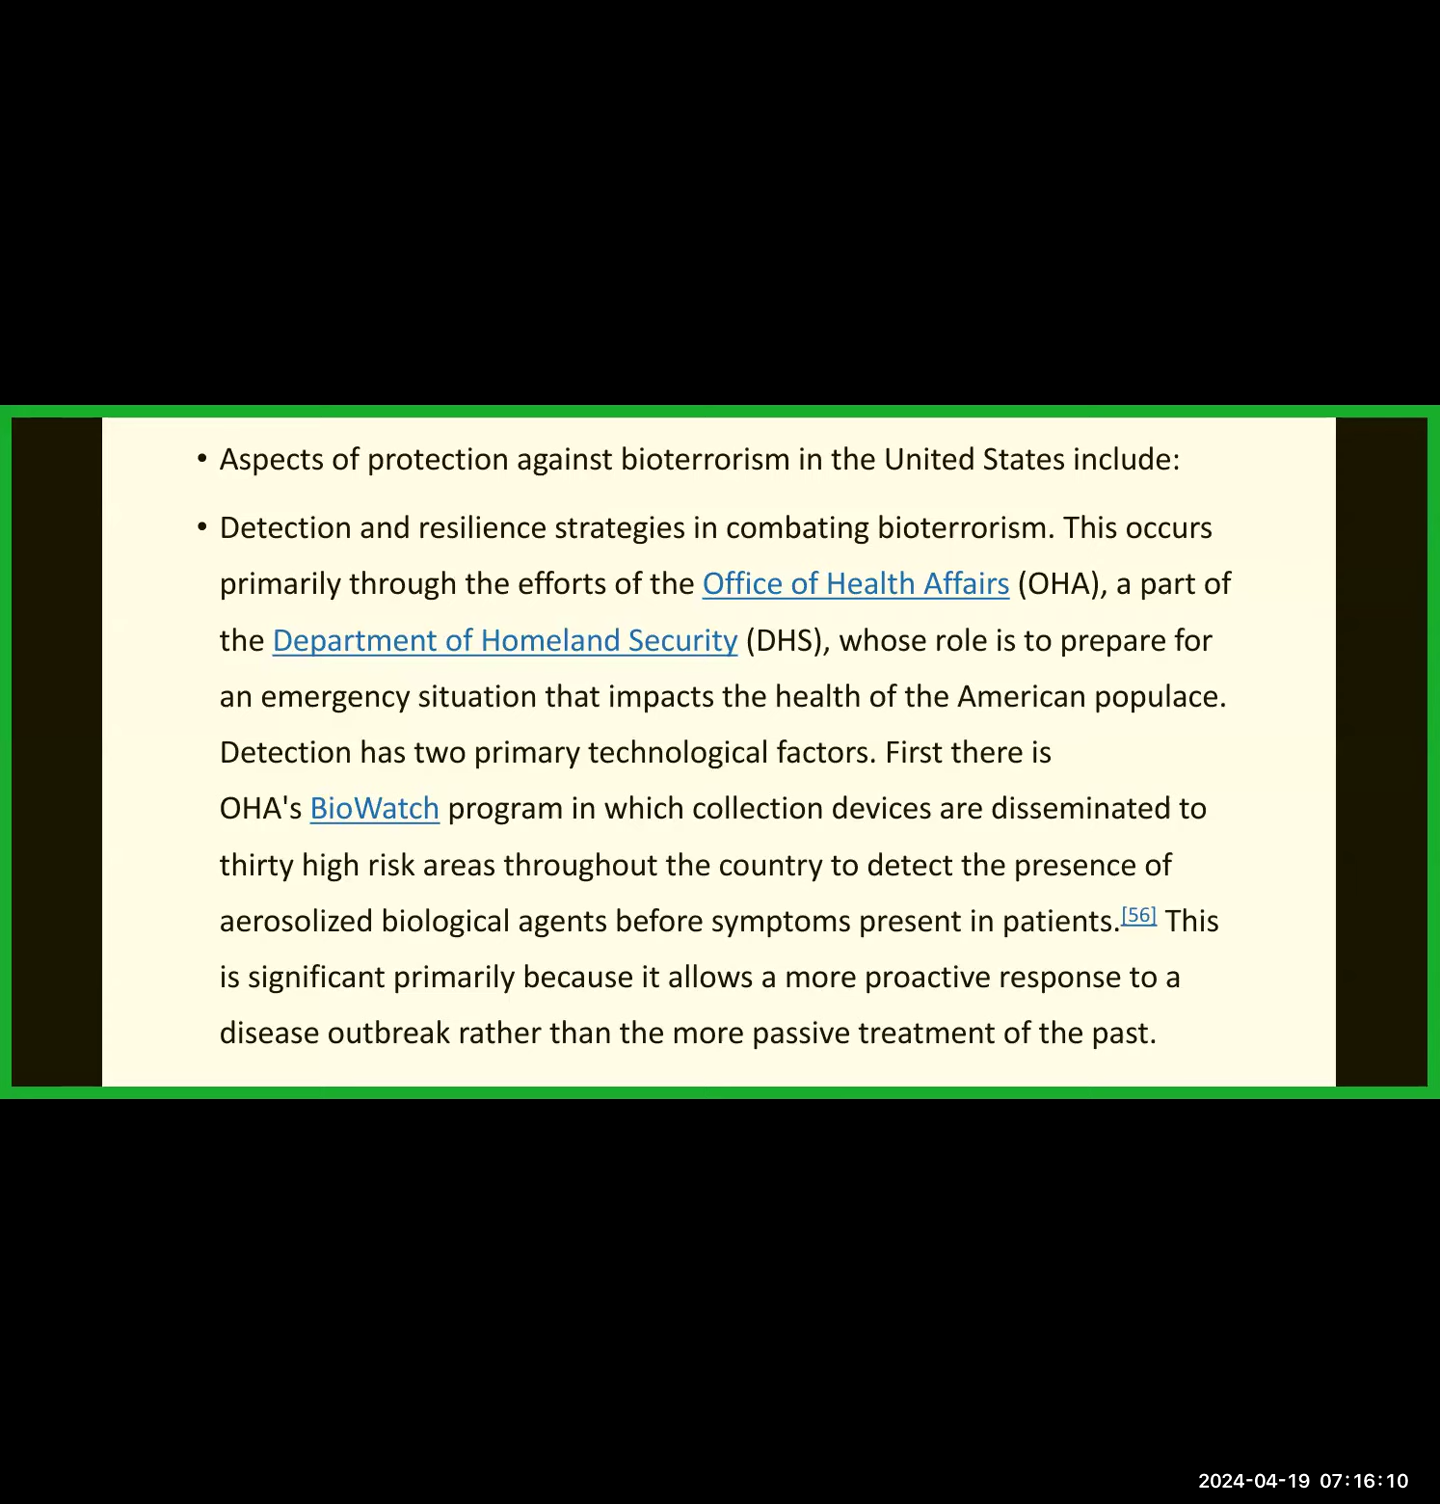 • Aspects of protection against bioterrorism in the United States include:
• Detection and resilience strategies in combating bioterrorism. This occurs
primarily through the efforts of the Office of Health Affairs (OHA), a part of
the Department of Homeland Security (DHS), whose role is to prepare for
an emergency situation that impacts the health of the American populace.
Detection has two primary technological factors. First there is
OHA's BioWatch program in which collection devices are disseminated to
thirty high risk areas throughout the country to detect the presence of
aerosolized biological agents before symptoms present in patients.[56] This
is significant primarily because it allows a more proactive response to a
disease outbreak rather than the more passive treatment of the past.
2024-04-19 07:16:10